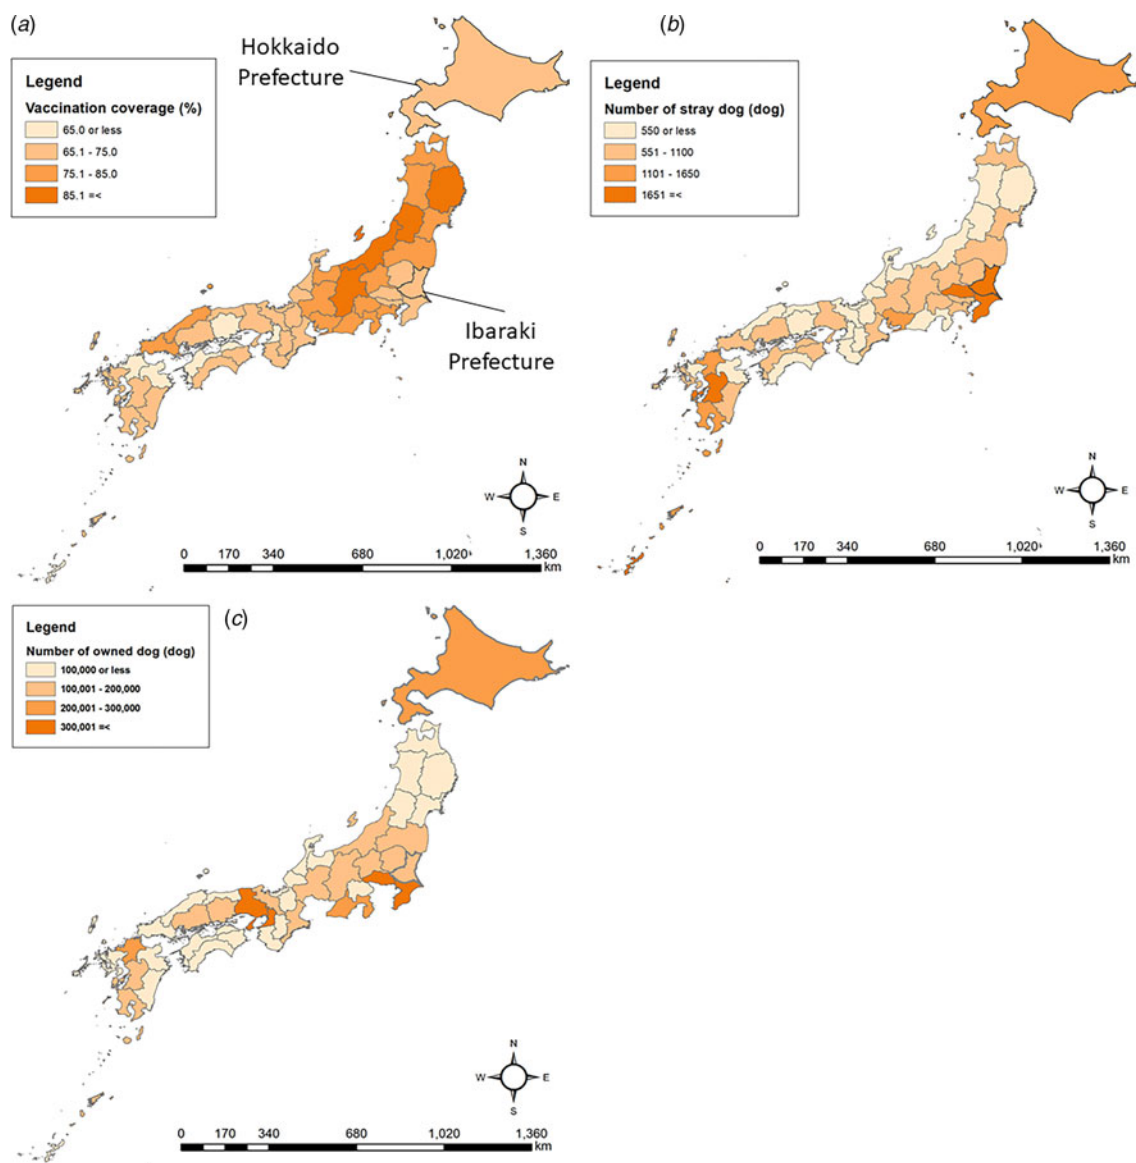 (a)
Legend
Vaccination coverage (%)
65.0 or less
65.1 - 75.0
75.1 - 85.0
85.1 =<
Hokkaido
Prefecture
Ibaraki
Prefecture
N
W E
S
0 170 340 680 1,020 1,360
km
(b)
Legend
Number of stray dog (dog)
550 or less
551 - 1100
1101 - 1650
1651 =<
N
W E
S
0 170 340 680 1,020 1,360
km
(c)
Legend
Number of owned dog (dog)
100,000 or less
100,001 - 200,000
200,001 - 300,000
300,001 =<
N
W E
S
0 170 340 680 1,020 1,360
km